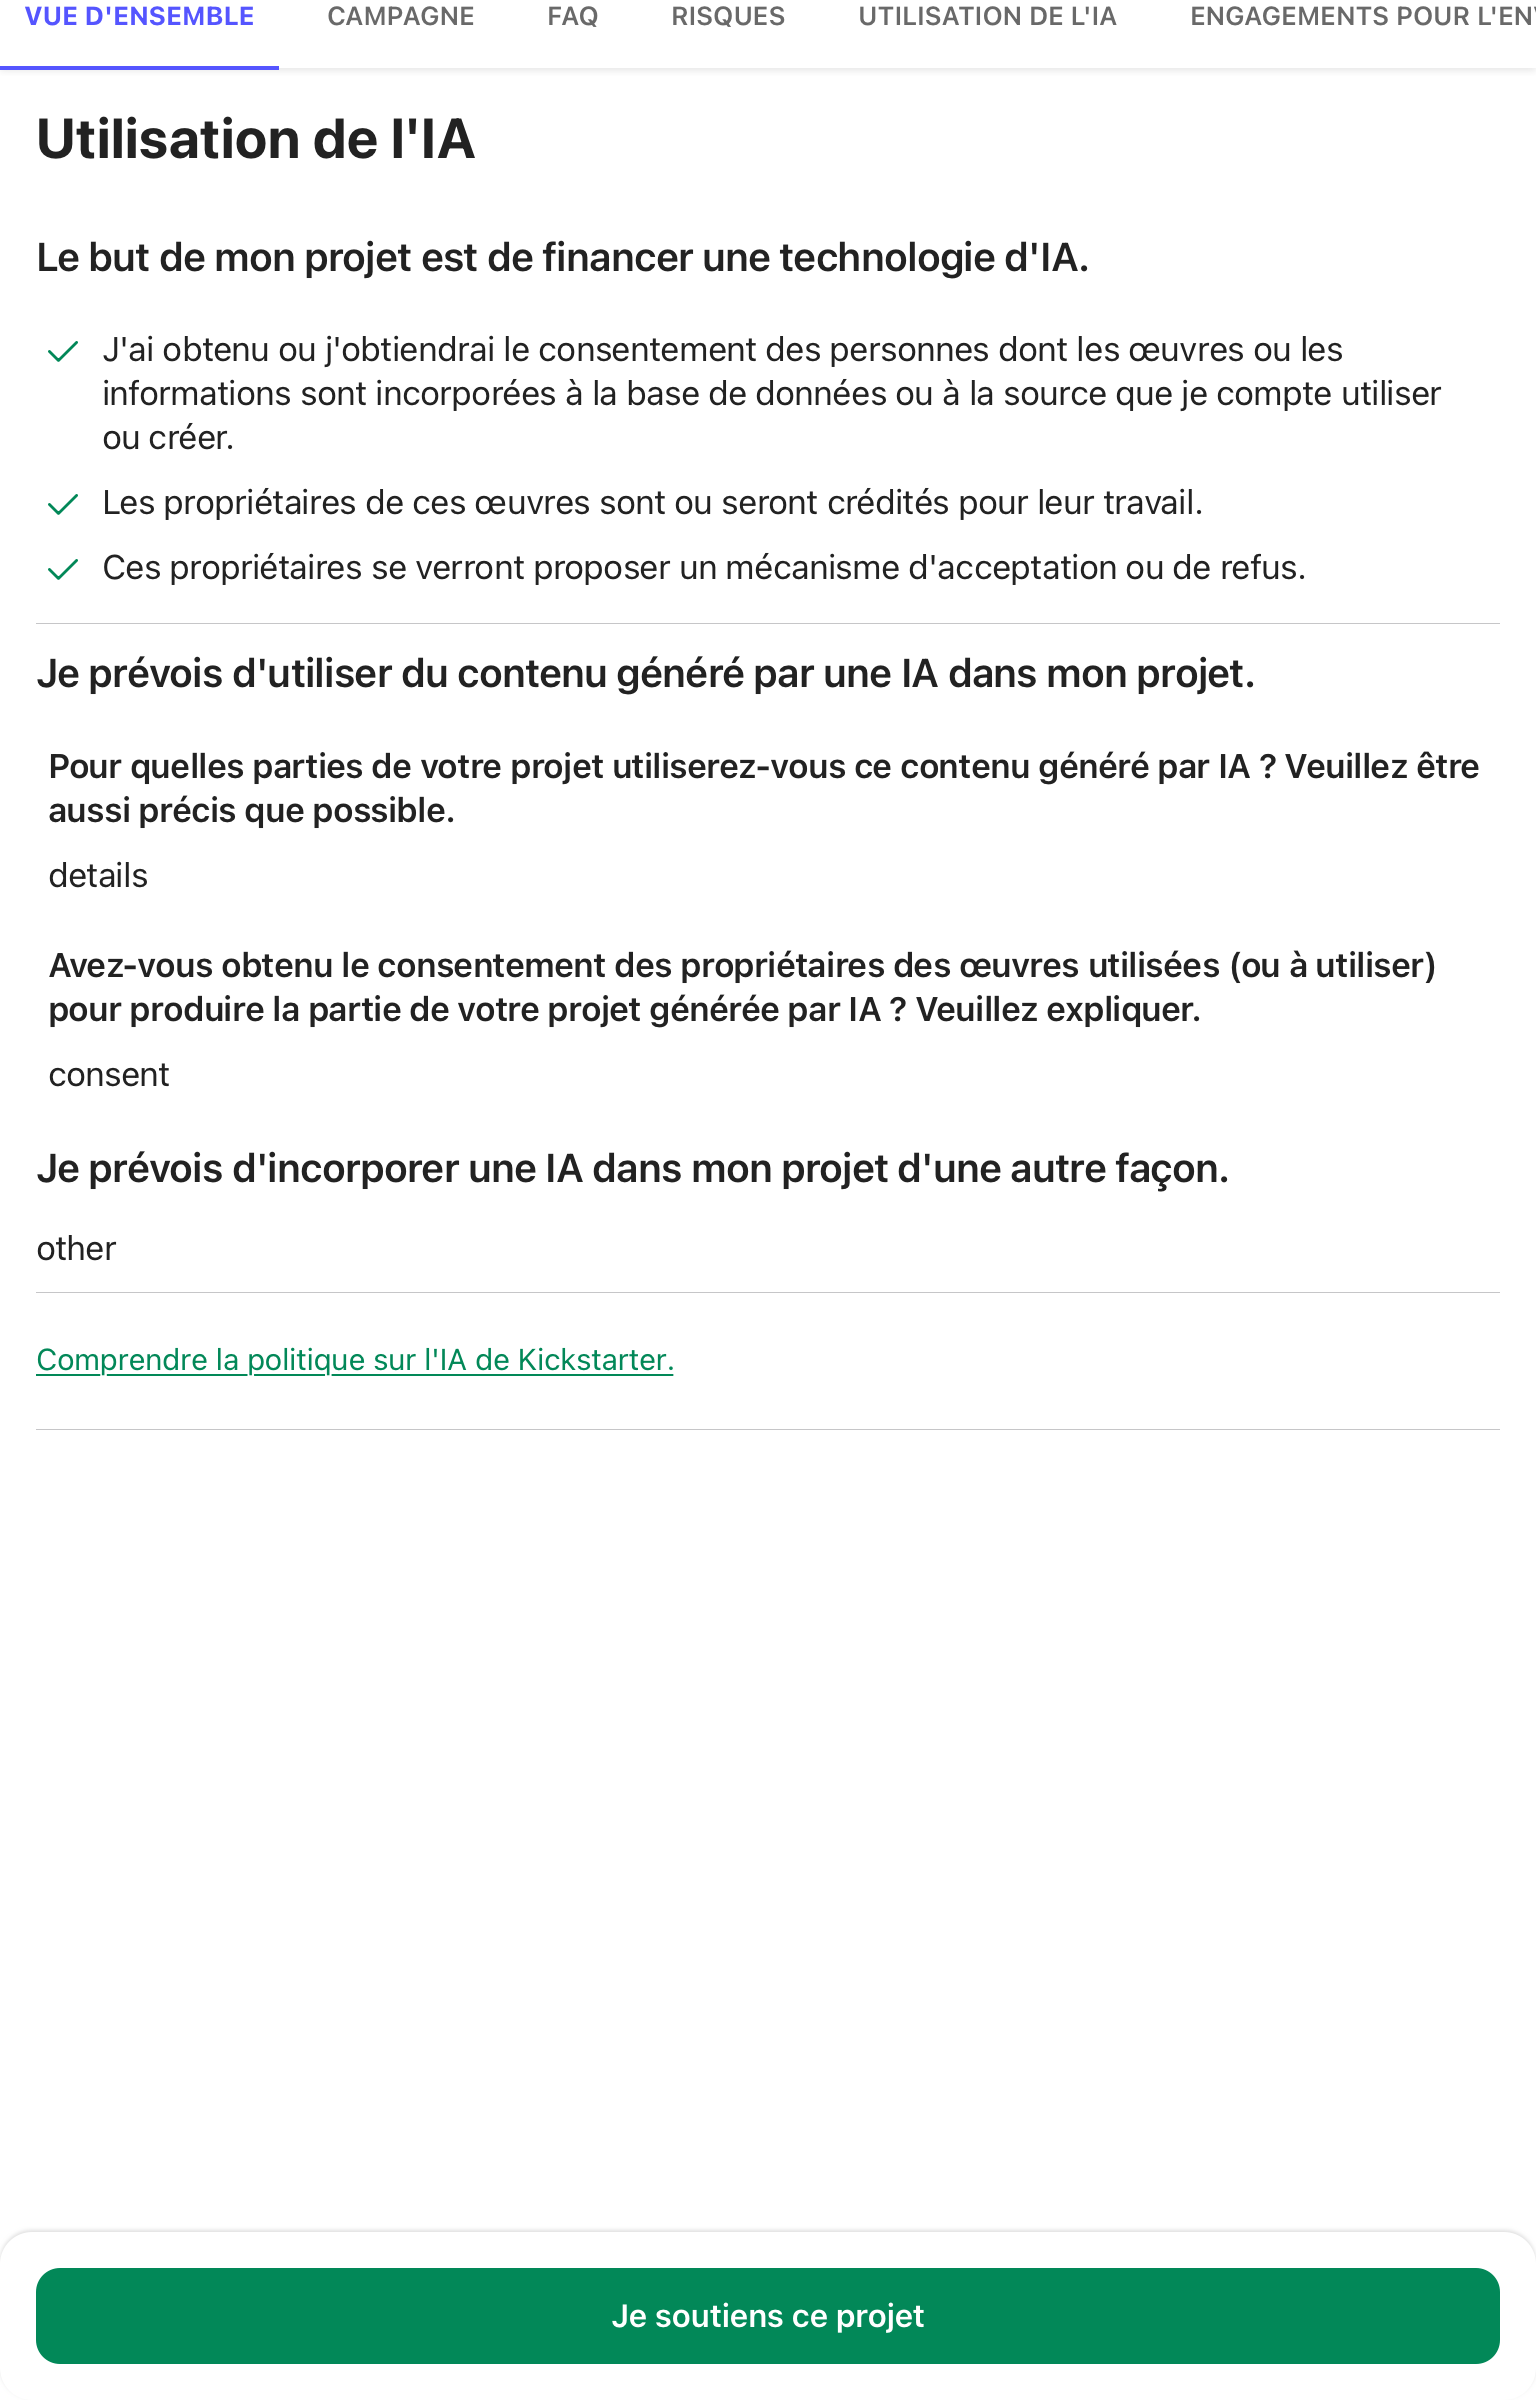 VUE D'ENSEMBLE CAMPAGNE FAQ RISQUES UTILISATION DE L'IA ENGAGEMENTS POUR L'ENV
Utilisation de l'IA
Le but de mon projet est de financer une technologie d'IA.
J'ai obtenu ou j'obtiendrai le consentement des personnes dont les œuvres ou les
informations sont incorporées à la base de données ou à la source que je compte utiliser
ou créer.
Les propriétaires de ces œuvres sont ou seront crédités pour leur travail.
Ces propriétaires se verront proposer un mécanisme d'acceptation ou de refus.
Je prévois d'utiliser du contenu généré par une IA dans mon projet.
Pour quelles parties de votre projet utiliserez-vous ce contenu généré par IA ? Veuillez être
aussi précis que possible.
details
Avez-vous obtenu le consentement des propriétaires des œuvres utilisées (ou à utiliser)
pour produire la partie de votre projet générée par IA ? Veuillez expliquer.
consent
Je prévois d'incorporer une IA dans mon projet d'une autre façon.
other
Comprendre la politique sur l'IA de Kickstarter.
Je soutiens ce projet